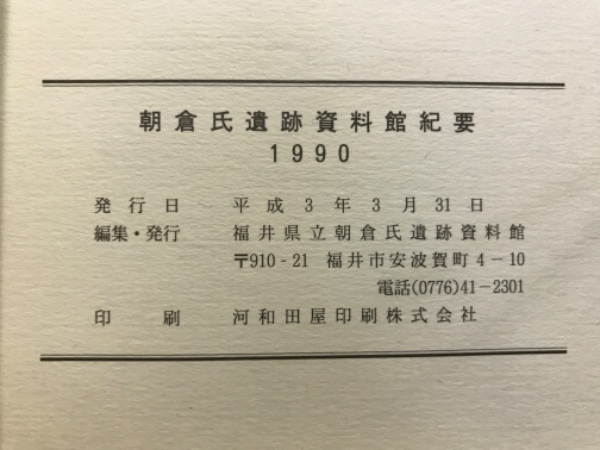 朝倉氏遺跡資料館紀要
1990
発行日 平成3年3月31日
編集・発行 福井県立朝倉氏遺跡資料館
〒910-21 福井市安波賀町4-10
電話(0776)41-2301
印刷 河和田屋印刷株式会社